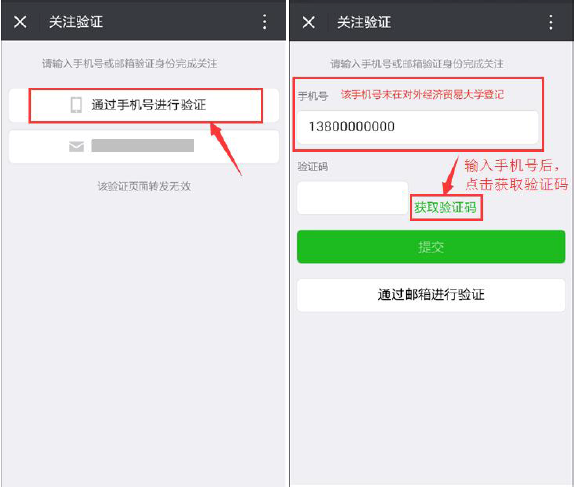 关注验证
请输入手机号或邮箱验证身份完成关注
通过手机号进行验证
该验证页面转发无效
关注验证
请输入手机号或邮箱验证身份完成关注
手机号 该手机号未在对外经济贸易大学登记
13800000000
验证码
输入手机号后，
点击获取验证码
获取验证码
提交
通过邮箱进行验证